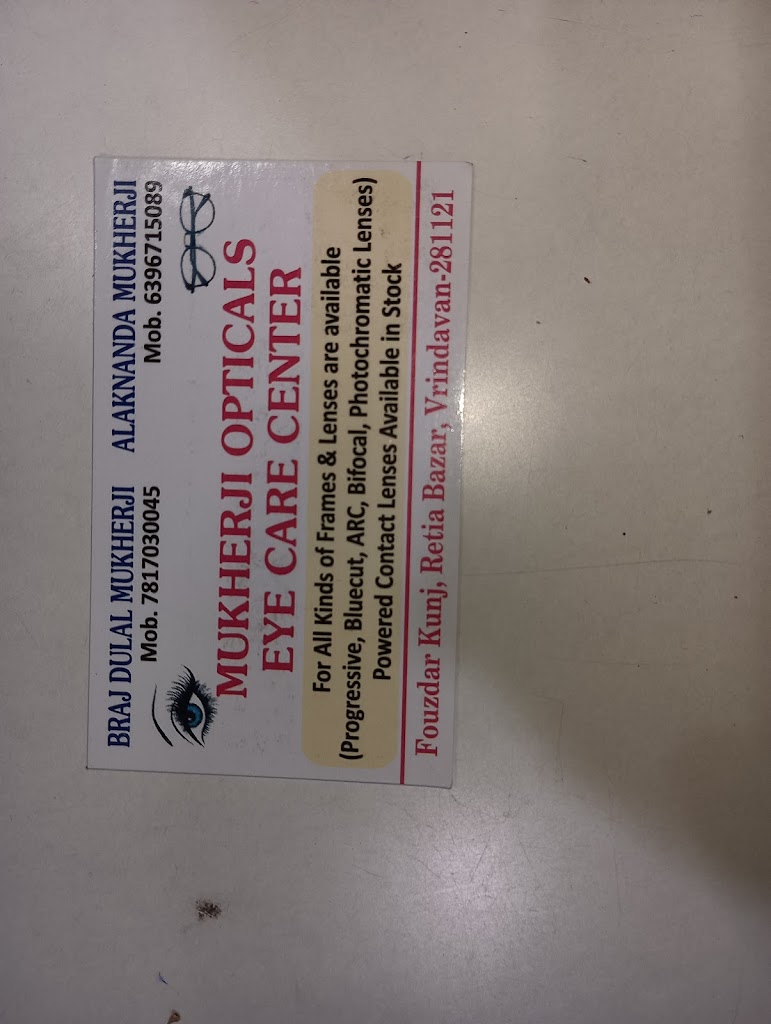 BRAJ DULAL MUKHERJI ALAKNANDA MUKHERJI
Mob. 7817030045 Mob. 6396715089
MUKHERJI OPTICALS
EYE CARE CENTER
For All Kinds of Frames & Lenses are available
(Progressive, Bluecut, ARC, Bifocal, Photochromatic Lenses)
Powered Contact Lenses Available in Stock
Fouzdar Kunj, Retia Bazar, Vrindavan-281121